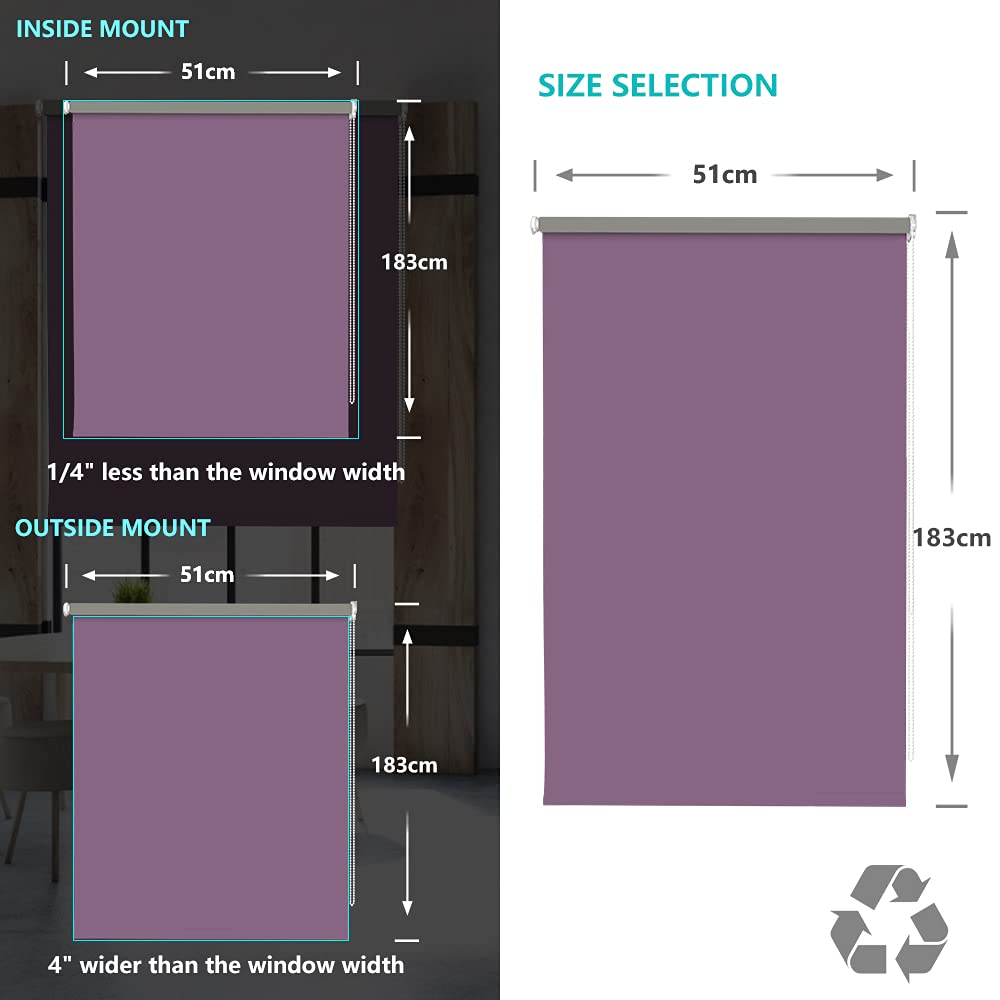 INSIDE MOUNT
51cm
183cm
1/4" less than the window width
OUTSIDE MOUNT
51cm
183cm
4" wider than the window width
SIZE SELECTION
51cm
183cm